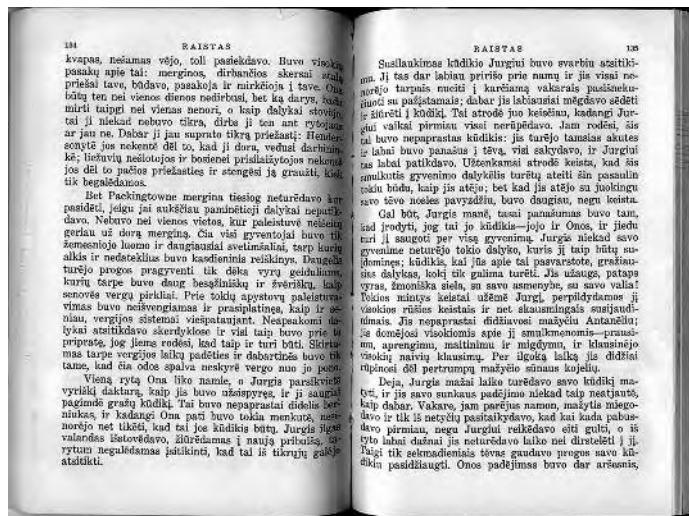 134
RAISTAS
kvapas, nešamas vėjo, toli pasiekdavo. Buvo visokių
pasakų apie tai: merginos, dirbančios skersai stalą
priešai tave, būdavo, pasakoja ir mirkčioja į tave. Ona
būtų ten nei vienos dienos nedirbusi, bet ką darys, badu
mirti taipgi nei vienas nenori, o kaip dalykai stovėjo,
tai ji niekad nebuvo tikra, dirbs ji ten ant rytojaus
ar jau ne. Dabar ji jau suprato tikrą priežastį: Hender-
sonytė jos nekentė dėl to, kad ji dora, vedusi darbinin-
kė; liežuvių nešiotojos ir bosienei prisilaižytojos nekentė
jos dėl to pačios priežasties ir stengėsi ją graužti, kiek
tik begalėdamos.
Bet Packingtowne mergina tiesiog neturėdavo kur
pasidėti, jeigu jai aukščiau paminėtieji dalykai nepatik-
davo. Nebuvo nei vienos vietos, kur paleistuvė neišeitų
geriau už dorą merginą. Čia visi gyventojai buvo tik
žemesniojo luomo ir daugiausiai svetimšaliai, tarp kurių
alkis ir nedateklius buvo kasdieninis reiškinys. Daugelis
turėjo progos pragyventi tik dėka vyrų geiduliams,
kurių tarpe buvo daug besąžiniškų ir žvėriškų, kaip
senovės vergų pirkliai. Prie tokių apystovų paleistuva-
vimas buvo neišvengiamas ir prasiplatinęs, kaip ir se-
niau, vergijos sistemai viešpataujant. Neapsakomi da-
lykai atsitikdavo skerdyklose ir visi taip buvo prie to
pripratę, jog jiems rodėsi, kad taip ir turi būti. Skirtu-
mas tarpe vergijos laikų padėties ir dabartinės buvo tik
tame, kad čia odos spalva neskyrė vergo nuo jo pono.
Vieną rytą Ona liko namie, o Jurgis parsikvietė
vyriškį daktarą, kaip jis buvo užsispyręs, ir ji saugiai
pagimdė gražų kūdikį. Tai buvo nepaprastai didelis ber-
niukas, ir kadangi Ona pati buvo tokia menkutė, nesi-
norėjo net tikėti, kad tai jos kūdikis būtų. Jurgis ilgas
valandas išstovėdavo, žiūrėdamas į naują pribuišą, ta-
rytum negalėdamas įsitikinti, kad tai iš tikrųjų galėjo
atsitikti.
RAISTAS
135
Susilaukimas kūdikio Jurgiui buvo svarbiu atsitiki-
mu. Jį tas dar labiau pririšo prie namų ir jis visai ne-
norėjo tarpais nueiti į karčiamą vakarais pasišneku-
čiuoti su pažįstamais; dabar jis labiausiai mėgdavo sėdėti
ir žiūrėti į kūdikį. Tai atrodė juo keisčiau, kadangi Jur-
giui vaikai pirmiau visai nerūpėdavo. Jam rodėsi, šis
tai buvo nepaprastas kūdikis: jis turėjo tamsias akutes
ir labai buvo panašus į tėvą, visi sakydavo, ir Jurgiui
tas labai patikdavo. Užtenkamai atrodė keista, kad šis
smulkutis gyvenimo dalykėlis turėtų ateiti šin pasaulin
tokiu būdu, kaip jis atėjo; bet kad jis atėjo su juokingu
savo tėvo nosies pavyzdžiu, buvo daugiau, negu keista.
Gal būt, Jurgis manė, tasai panašumas buvo tam,
kad įrodyti, jog tai jo kūdikis—jojo ir Onos, ir jiedu
turi jį saugoti per visą gyvenimą. Jurgis niekad savo
gyvenime neturėjo tokio dalyko, kuris jį taip būtų su-
dominęs; kūdikis, kai jūs apie tai pasvarstote, gražiau-
sias dalykas, kokį tik galima turėti. Jis užaugs, pataps
vyras, žmoniška siela, su savo asmenybe, su savo valia!
Tokios mintys keistai užėmė Jurgį, perpildydamos jį
visokios rūšies keistais ir net skausmingais susijaudi-
nimais. Jis nepaprastai didžiavosi mažyčiu Antanėliu;
jis domėjosi visokiomis apie jį smulkmenomis—prausi-
mu, aprengimu, maitinimu ir migdymu, ir klausinėjo
visokių naivių klausimų. Per ilgoką laiką jis didžiai
rūpinosi dėl pertrumpų mažyčio sūnaus kojelių.
Deja, Jurgis mažai laiko turėdavo savo kūdikį ma-
tyti, ir jis savo sunkaus padėjimo niekad taip neatjautė,
kaip dabar. Vakare, jam parėjus namon, mažytis miego-
davo ir tik iš netyčių pasitaikydavo, kad kai kada pabus-
davo pirmiau, negu Jurgiui reikėdavo eiti gulti, o iš
ryto labai dažnai jis neturėdavo laiko nei dirstelėti į jį.
Taigi tik sekmadieniais tėvas gaudavo progos savo kū-
dikiu pasidžiaugti. Onos padėjimas buvo dar aršesnis,